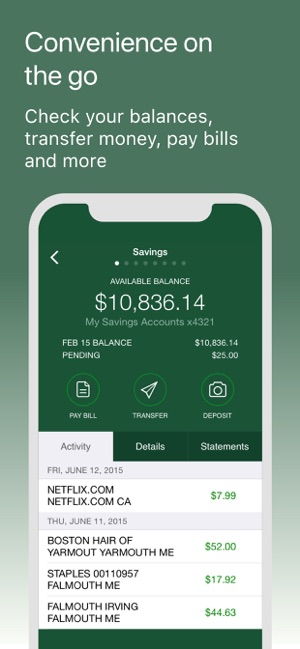 Convenience on
the go
Check your balances,
transfer money, pay bills
and more
Savings
AVAILABLE BALANCE
$10,836.14
My Savings Accounts x4321
FEB 15 BALANCE $10,836.14
PENDING $25.00
PAY BILL TRANSFER DEPOSIT
Activity Details Statements
FRI, JUNE 12, 2015
NETFLIX.COM
NETFLIX.COM CA $7.99
THU, JUNE 11, 2015
BOSTON HAIR OF
YARMOUT YARMOUTH ME $52.00
STAPLES 00110957
FALMOUTH ME $17.92
FALMOUTH IRVING
FALMOUTH ME $44.63